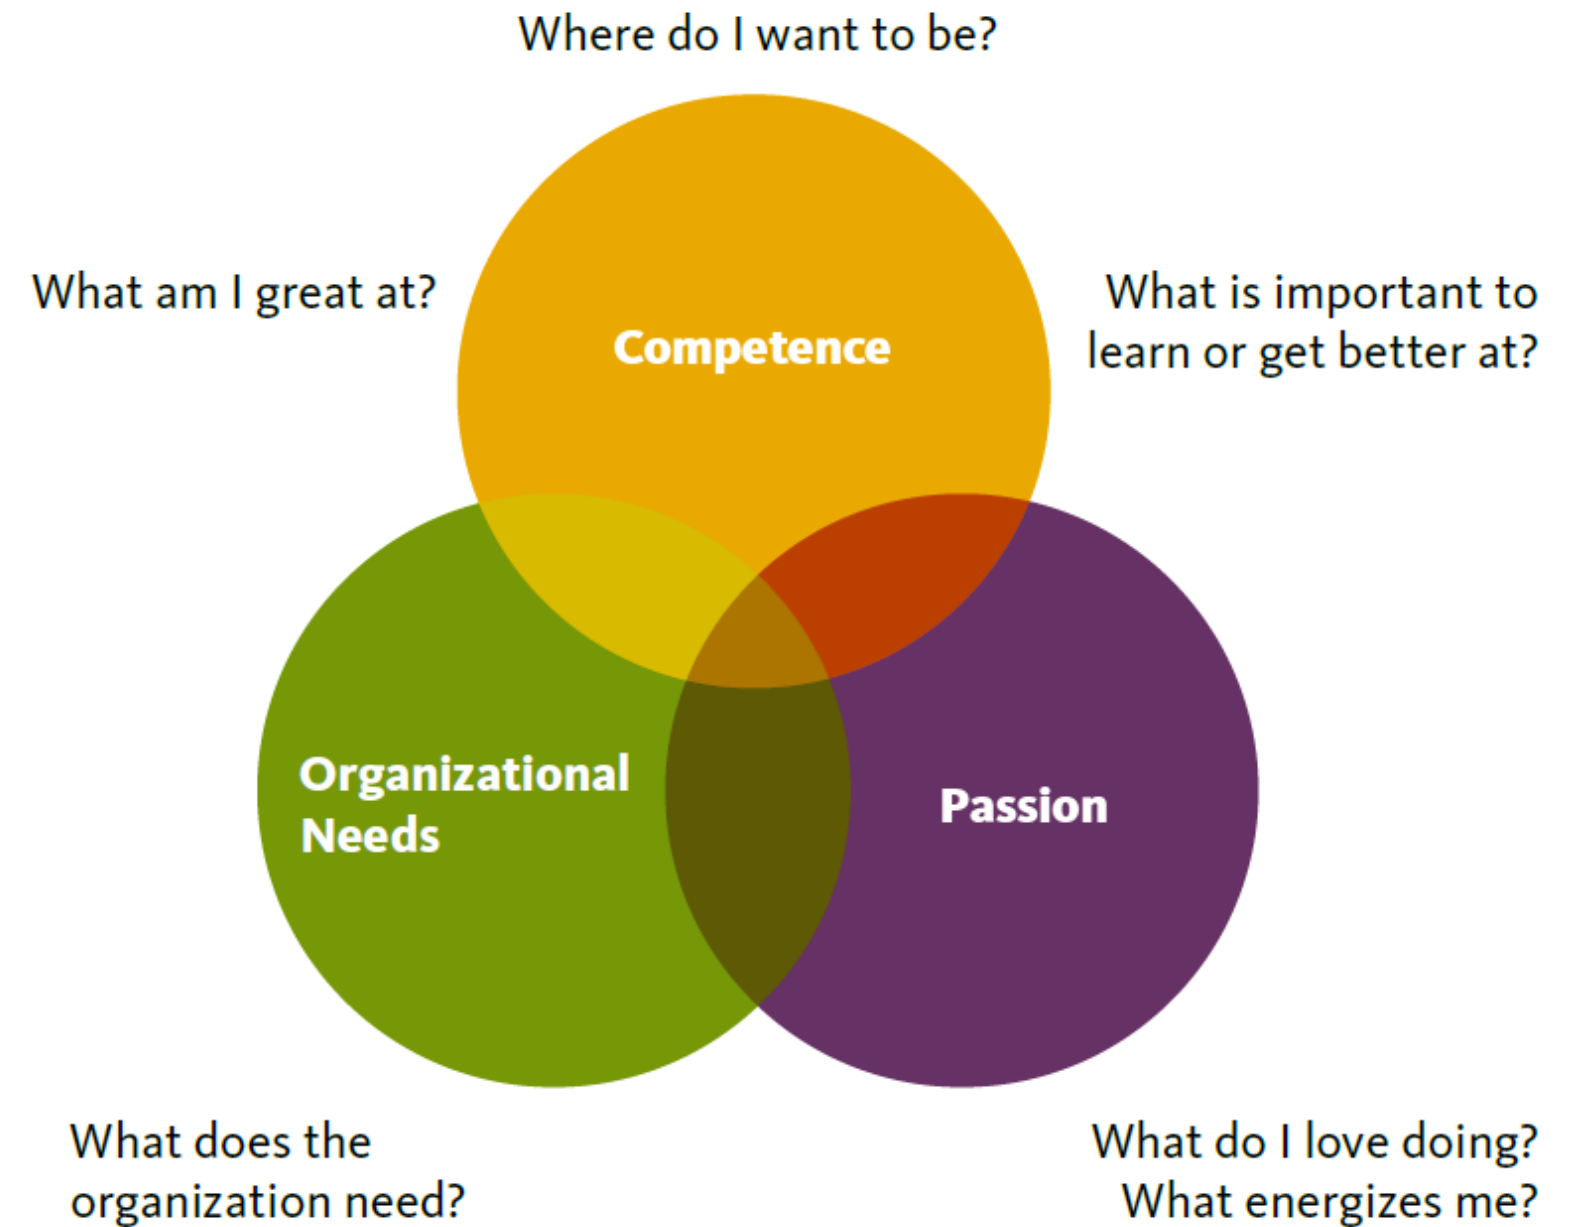 Where do I want to be?
What am I great at?
What is important to
learn or get better at?
Competence
Organizational
Needs
Passion
What does the
organization need?
What do I love doing?
What energizes me?